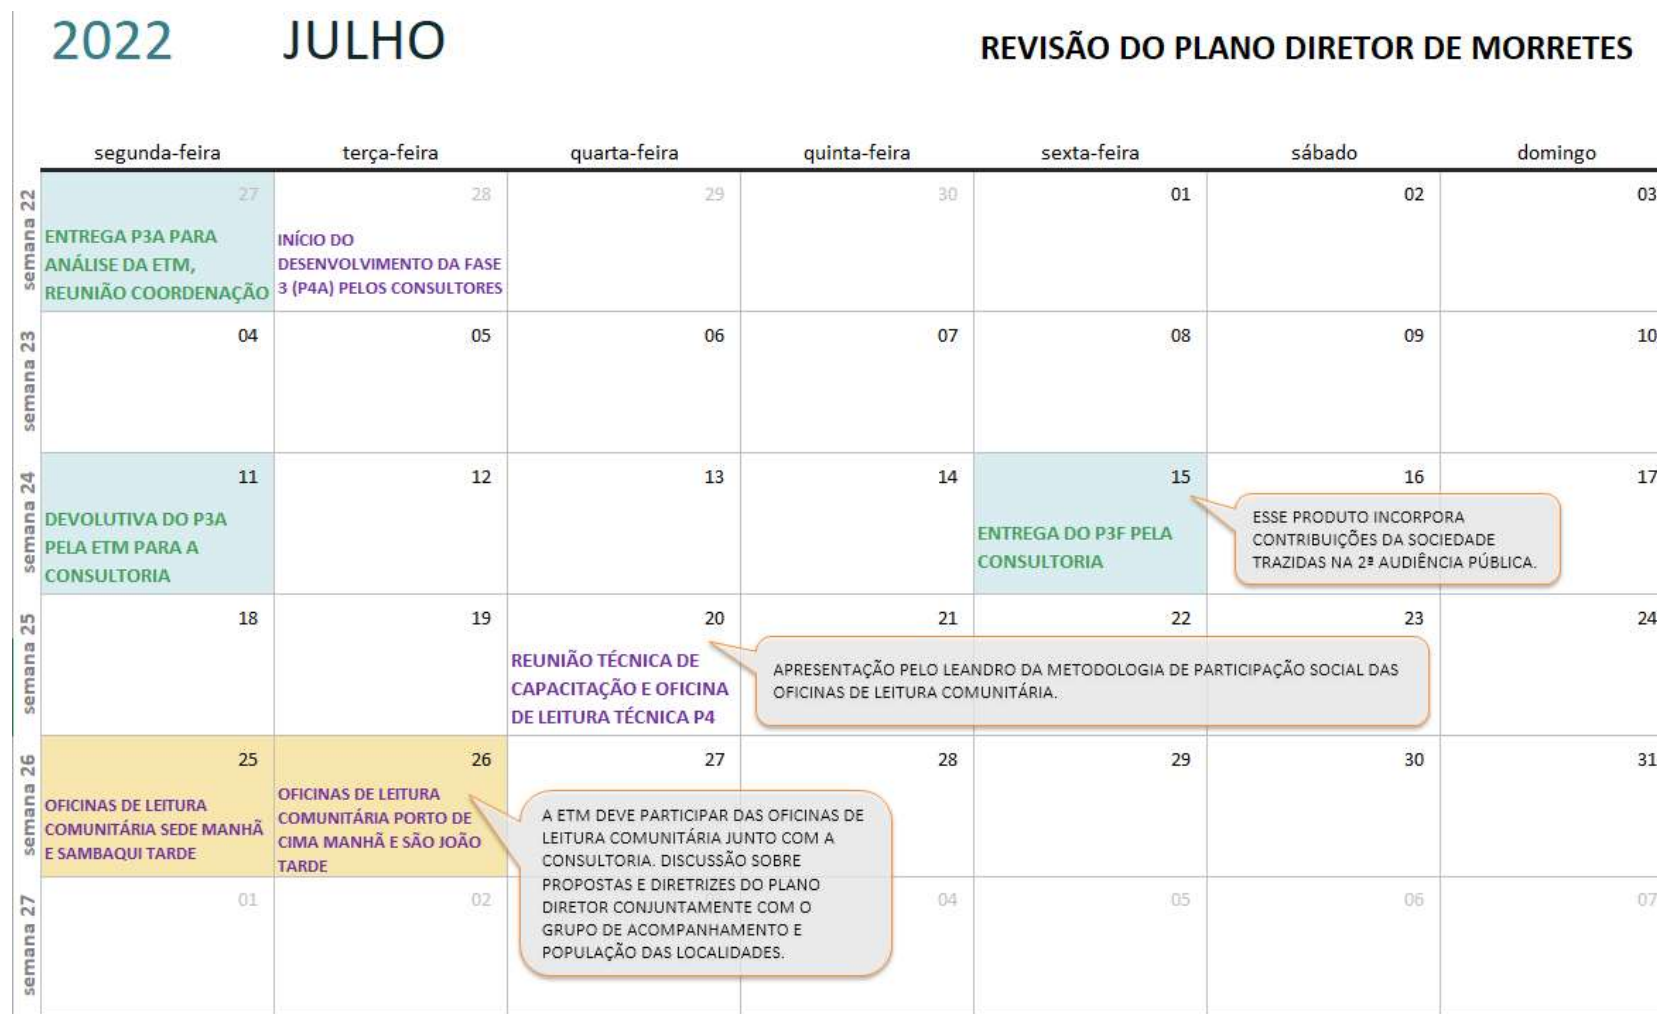 2022 JULHO REVISÃO DO PLANO DIRETOR DE MORRETES
segunda-feira terça-feira quarta-feira quinta-feira sexta-feira sábado domingo
semana 22
27 28 29 30 01 02 03
ENTREGA P3A PARA
ANÁLISE DA ETM,
REUNIÃO COORDENAÇÃO
INÍCIO DO
DESENVOLVIMENTO DA FASE
3 (P4A) PELOS CONSULTORES
semana 23
04 05 06 07 08 09 10
semana 24
11 12 13 14 15 16 17
DEVOLUTIVA DO P3A
PELA ETM PARA A
CONSULTORIA
ENTREGA DO P3F PELA
CONSULTORIA
ESSE PRODUTO INCORPORA
CONTRIBUIÇÕES DA SOCIEDADE
TRAZIDAS NA 2ª AUDIÊNCIA PÚBLICA.
semana 25
18 19 20 21 22 23 24
REUNIÃO TÉCNICA DE
CAPACITAÇÃO E OFICINA
DE LEITURA TÉCNICA P4
APRESENTAÇÃO PELO LEANDRO DA METODOLOGIA DE PARTICIPAÇÃO SOCIAL DAS
OFICINAS DE LEITURA COMUNITÁRIA.
semana 26
25 26 27 28 29 30 31
OFICINAS DE LEITURA
COMUNITÁRIA SEDE MANHÃ
E SAMBAQUI TARDE
OFICINAS DE LEITURA
COMUNITÁRIA PORTO DE
CIMA MANHÃ E SÃO JOÃO
TARDE
A ETM DEVE PARTICIPAR DAS OFICINAS DE
LEITURA COMUNITÁRIA JUNTO COM A
CONSULTORIA. DISCUSSÃO SOBRE
PROPOSTAS E DIRETRIZES DO PLANO
DIRETOR CONJUNTAMENTE COM O
GRUPO DE ACOMPANHAMENTO E
POPULAÇÃO DAS LOCALIDADES.
semana 27
01 02 04 05 06 07